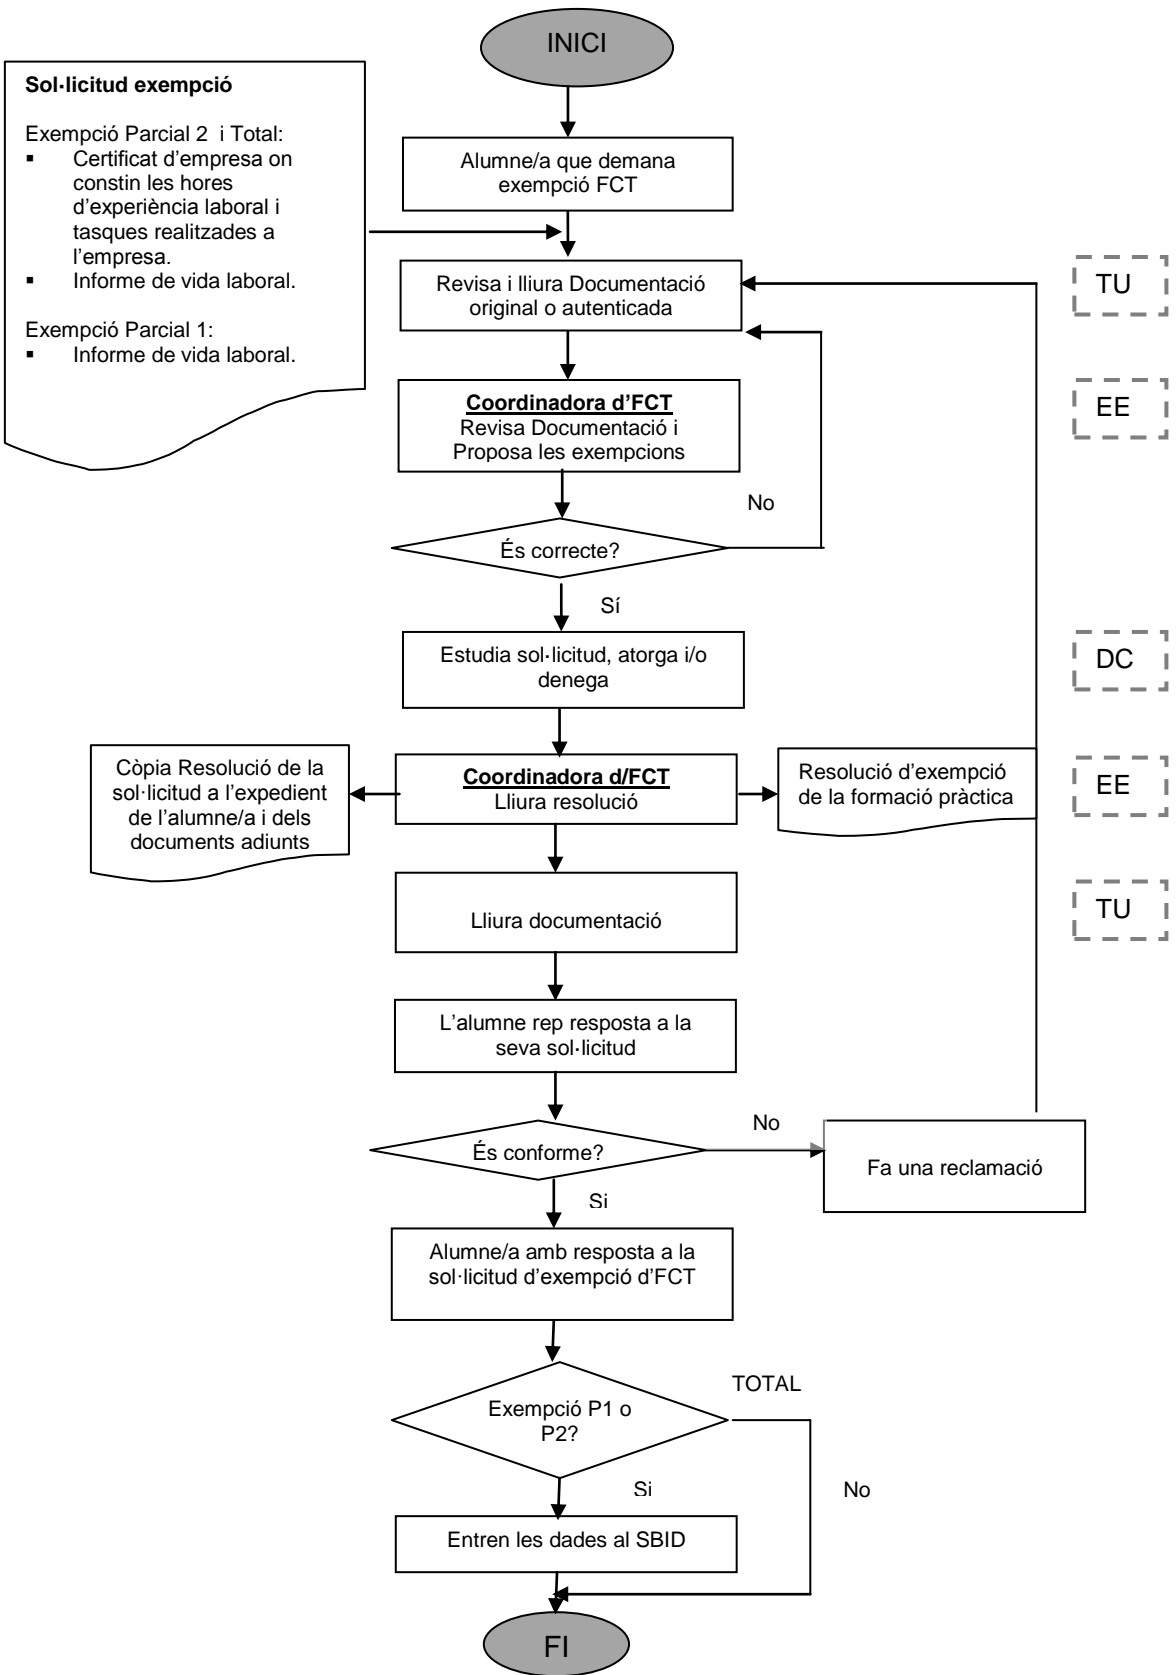 INICI
Sol·licitud exempció
Exempció Parcial 2 i Total:
▪ Certificat d'empresa on
constin les hores
d'experiència laboral i
tasques realitzades a
l'empresa.
▪ Informe de vida laboral.
Exempció Parcial 1:
▪ Informe de vida laboral.
Alumne/a que demana
exempció FCT
Revisa i lliura Documentació
original o autenticada
TU
Coordinadora d'FCT
Revisa Documentació i
Proposa les exempcions
EE
No
És correcte?
Sí
Estudia sol·licitud, atorga i/o
denega
DC
Còpia Resolució de la
sol·licitud a l'expedient
de l'alumne/a i dels
documents adiunts
Coordinadora d/FCT
Lliura resolució
Resolució d'exempció
de la formació pràctica
EE
Lliura documentació
TU
L'alumne rep resposta a la
seva sol·licitud
És conforme?
No
Fa una reclamació
Si
Alumne/a amb resposta a la
sol·licitud d'exempció d'FCT
TOTAL
Exempció P1 o
P2?
Si
No
Entren les dades al SBID
FI